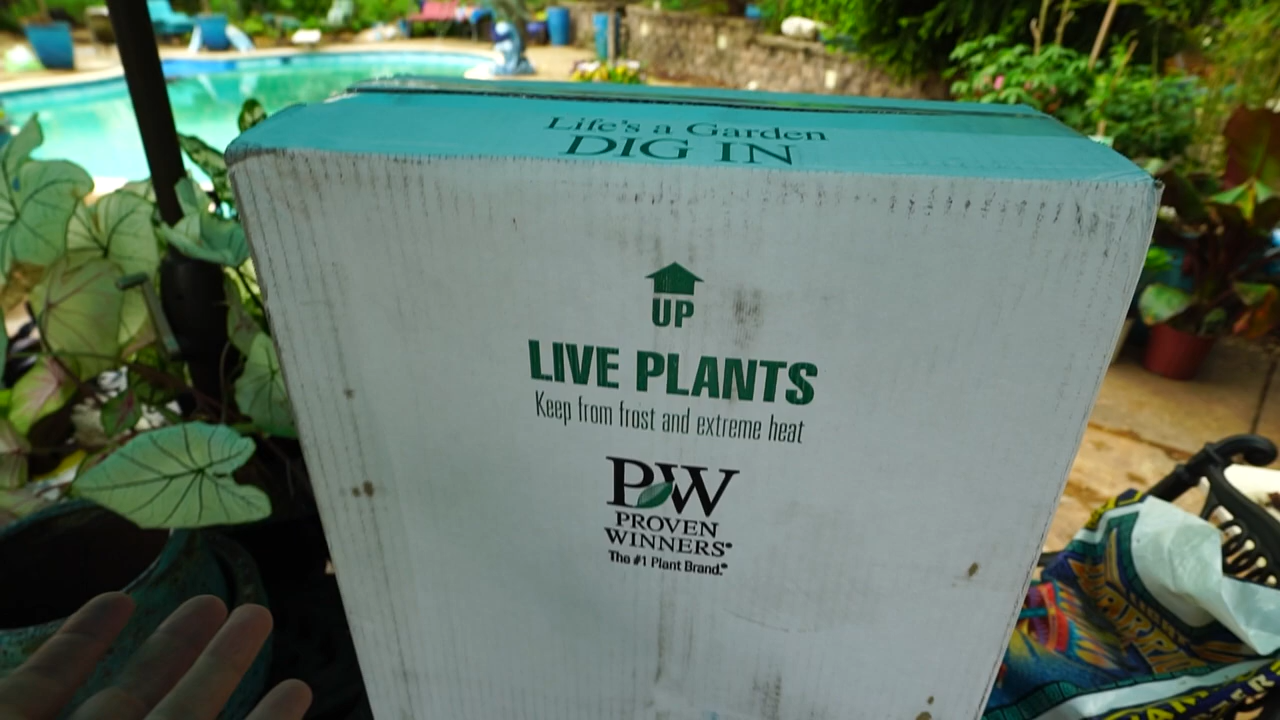 Life's a Garden
DIG IN
UP
LIVE PLANTS
Keep from frost and extreme heat
PW
PROVEN
WINNERS®
The #1 Plant Brand.®